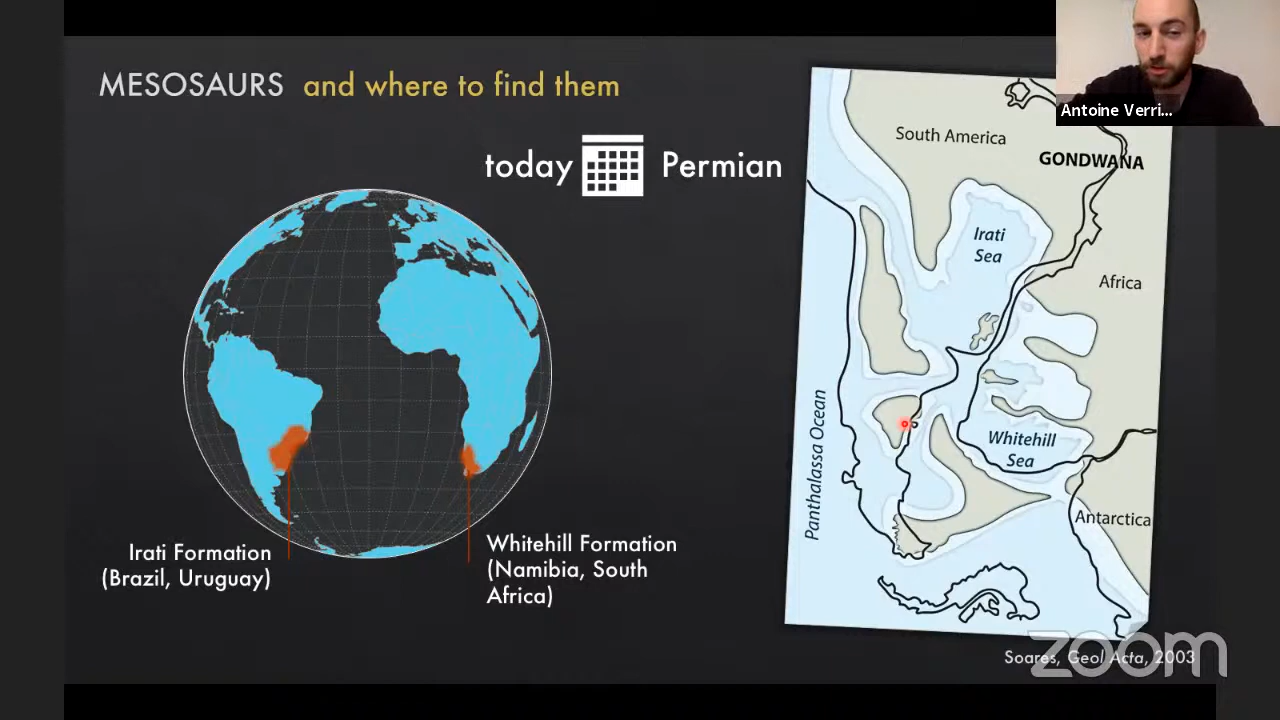 MESOSAURS and where to find them
today Permian
Irati Formation
(Brazil, Uruguay)
Whitehill Formation
(Namibia, South
Africa)
South America
GONDWANA
Irati
Sea
Africa
Panthalassa Ocean
Whitehill
Sea
Antarctica
Soares, Geol Acta, 2003
Antoine Verri...
zoom